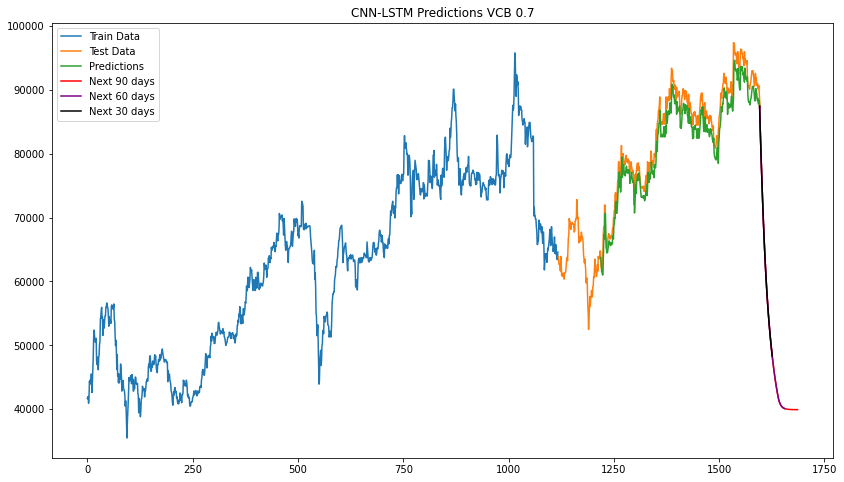 CNN-LSTM Predictions VCB 0.7
100000
90000
80000
70000
60000
50000
40000
Train Data
Test Data
Predictions
Next 90 days
Next 60 days
Next 30 days
0
250
500
750
1000
1250
1500
1750